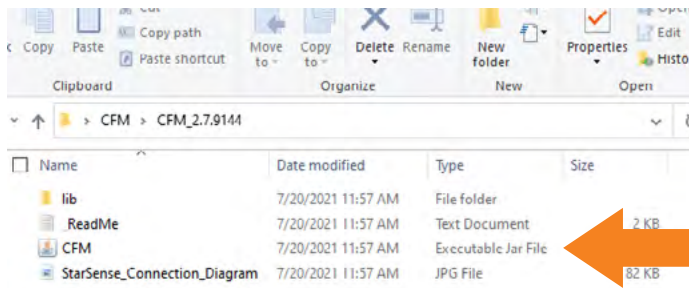 Copy path
Paste shortcut
Copy Paste Move to Copy to Delete Rename New folder Properties Edit Histo
Clipboard Organize New Open
CFM > CFM_2.7.9144
Name Date modified Type Size
lib 7/20/2021 11:57 AM File folder
_ReadMe 7/20/2021 11:57 AM Text Document 2 KB
CFM 7/20/2021 11:57 AM Executable Jar File
StarSense_Connection_Diagram 7/20/2021 11:57 AM JPG File 82 KB